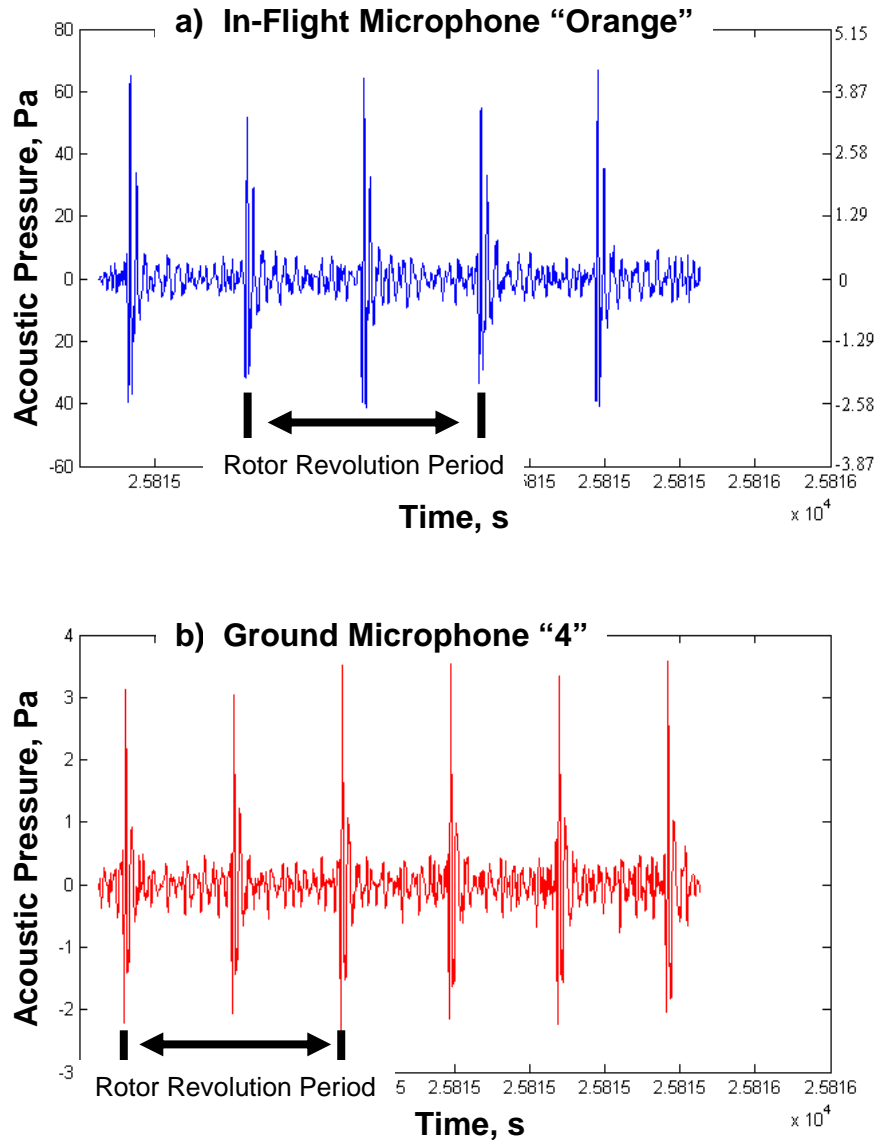 a) In-Flight Microphone “Orange”
Acoustic Pressure, Pa
80
60
40
20
0
20
40
-60
5.15
3.87
2.58
1.29
0
-1.29
-2.58
-3.87
Rotor Revolution Period
2.5815 :5815 2.5815 2.5816 2.5816
Time, s
x 10⁴
b) Ground Microphone “4”
Acoustic Pressure, Pa
4
3
2
1
0
-1
-2
-3
Rotor Revolution Period
5 2.5815 2.5815 2.5815 2.5816 2.5816
Time, s
x 10⁴